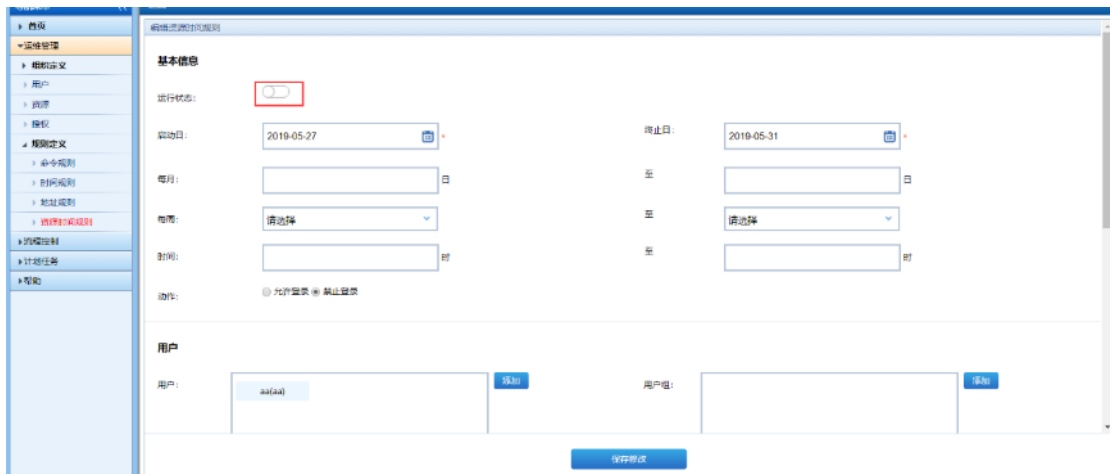 首页
编辑资源时间规则
运维管理
组织定义
用户
资源
授权
规则定义
命令规则
时间规则
地址规则
资源时间规则
流程控制
计划任务
帮助
基本信息
运行状态:
启动日: 2019-05-27 * 终止日: 2019-05-31 *
每月: 日 至 日
每周: 请选择 至 请选择
时间: 时 至 时
动作: 允许登录 禁止登录
用户
用户: aa(aa) 添加 用户组: 添加
保存修改